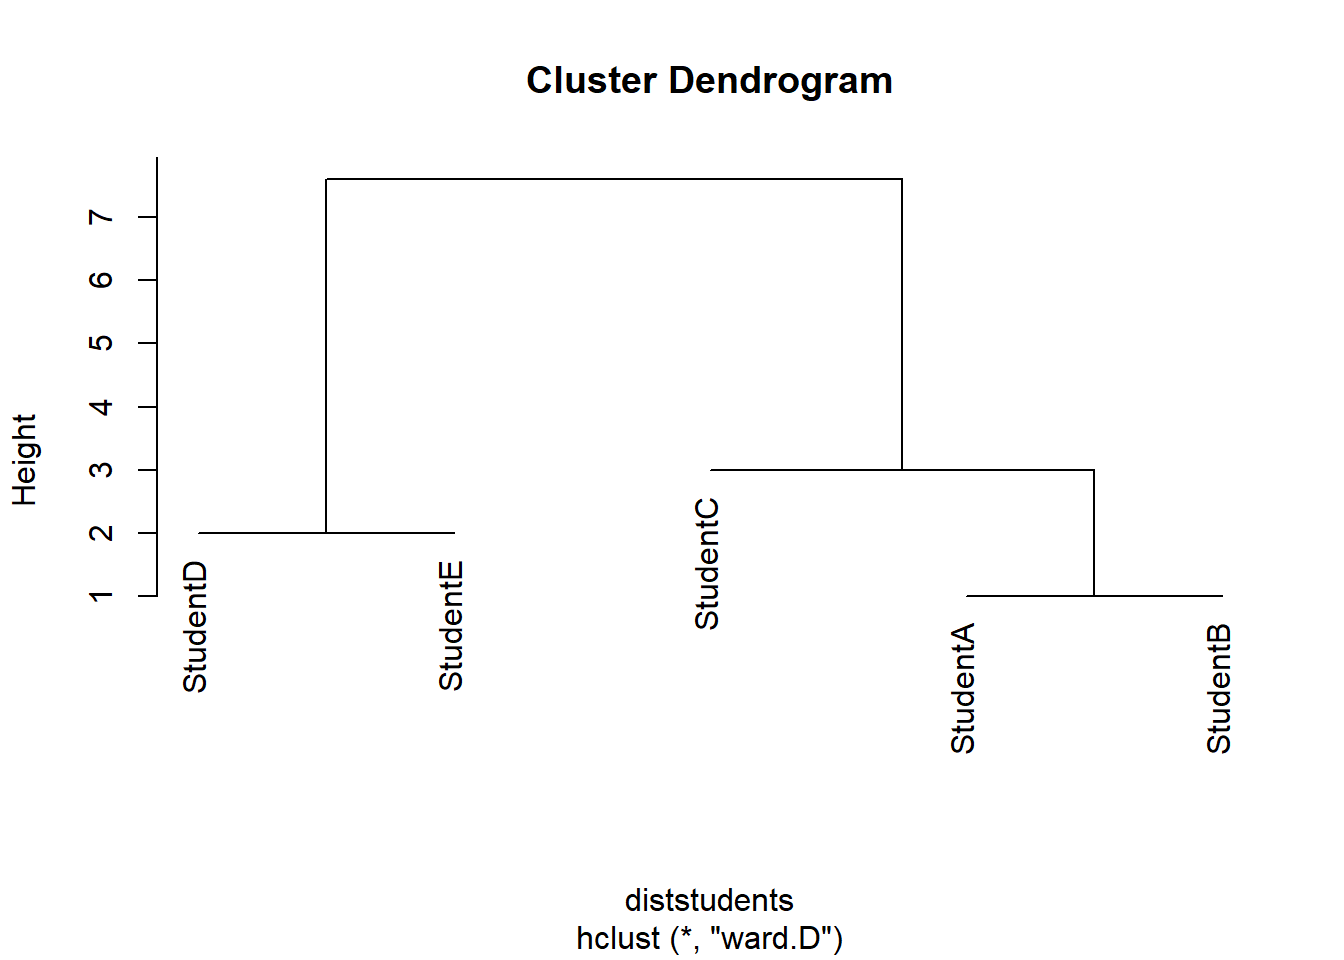 Cluster Dendrogram
Height
7
6
5
4
3
2
1
StudentD
StudentE
StudentC
StudentA
StudentB
diststudents
hclust (*, "ward.D")